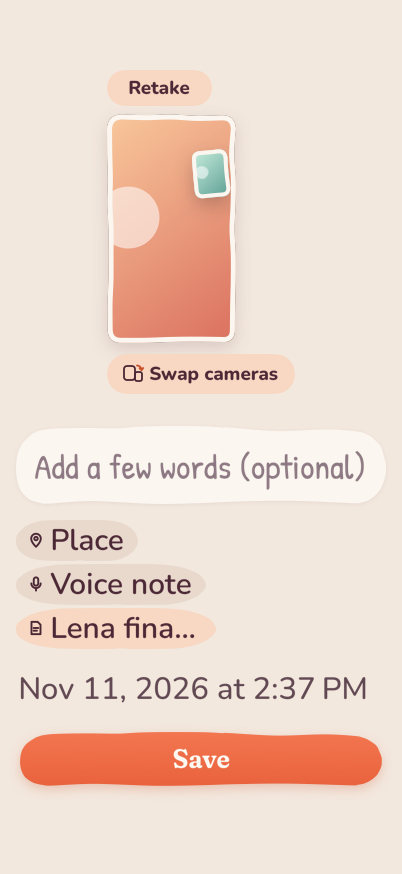 Retake
Swap cameras
Add a few words (optional)
Place
Voice note
Lena fina...
Nov 11, 2026 at 2:37 PM
Save